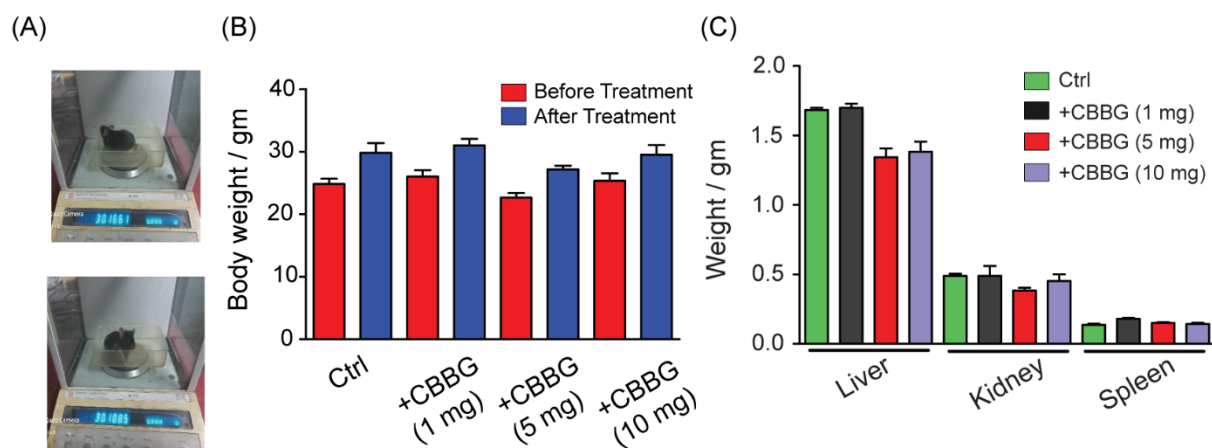 (A)
(B)
(C)
Body weight / gm
40
30
20
10
0
Before Treatment
After Treatment
Ctrl
+CBBG
(1 mg)
+CBBG
(5 mg)
+CBBG
(10 mg)
Weight / gm
2.0
1.5
1.0
0.5
0.0
Ctrl
+CBBG (1 mg)
+CBBG (5 mg)
+CBBG (10 mg)
Liver
Kidney
Spleen
Camera